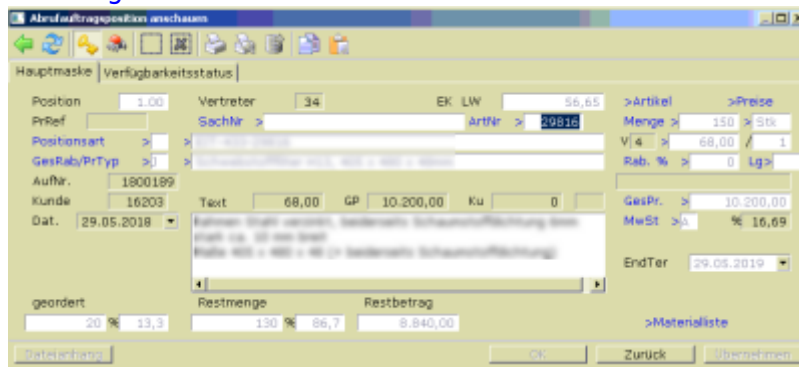 Abrufauftragsposition anschauen
Hauptmaske Verfügbarkeitsstatus
Position 1.00 Vertreter 34 EK LW 56,65 >Artikel >Preise
PrRef SachNr > ArtNr > 29816 Menge > 150 > Stk
Positionsart > > V 4 > 68,00 / 1
GesRab/PrTyp > > Rab. % > 0 Lg>
AufNr. 1800189
Kunde 16203 Text 68,00 GP 10.200,00 Ku 0 GesPr. > 10.200,00
Dat. 29.05.2018 MwSt > A % 16,69
EndTer 29.05.2019
geordert Restmenge Restbetrag
20 % 13,3 130 % 86,7 8.840,00 >Materialliste
Dateianhang OK Zurück Übernehmen